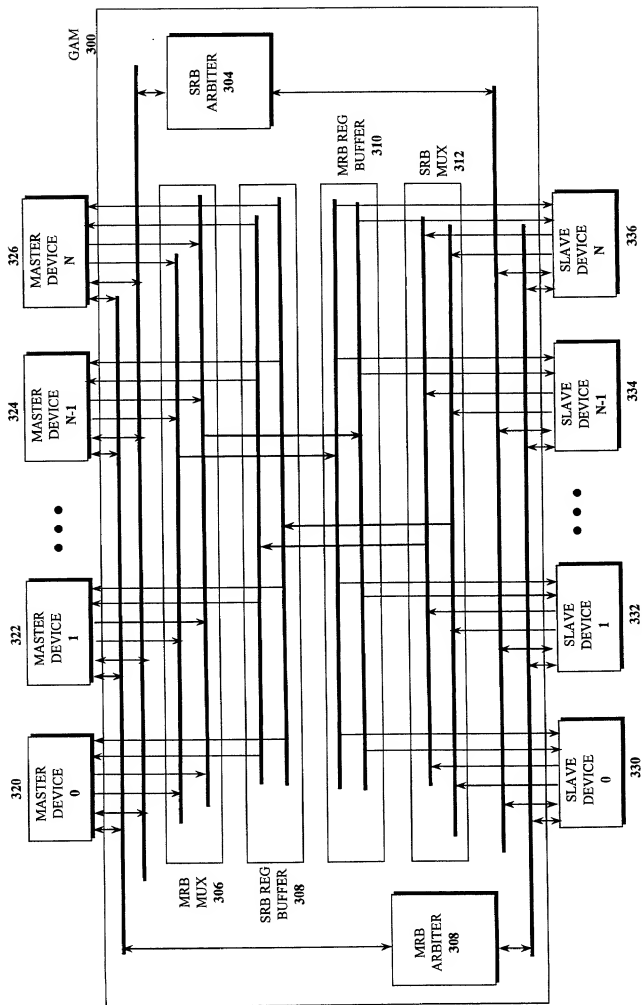 GAM
300
SRB
ARBITER
304
326
MASTER
DEVICE
N
324
MASTER
DEVICE
N-1
322
MASTER
DEVICE
1
320
MASTER
DEVICE
0
MRB
MUX
306
SRB REG
BUFFER
308
MRB REG
BUFFER
310
SRB
MUX
312
MRB
ARBITER
308
SLAVE
DEVICE
N
336
SLAVE
DEVICE
N-1
334
SLAVE
DEVICE
1
332
SLAVE
DEVICE
0
330